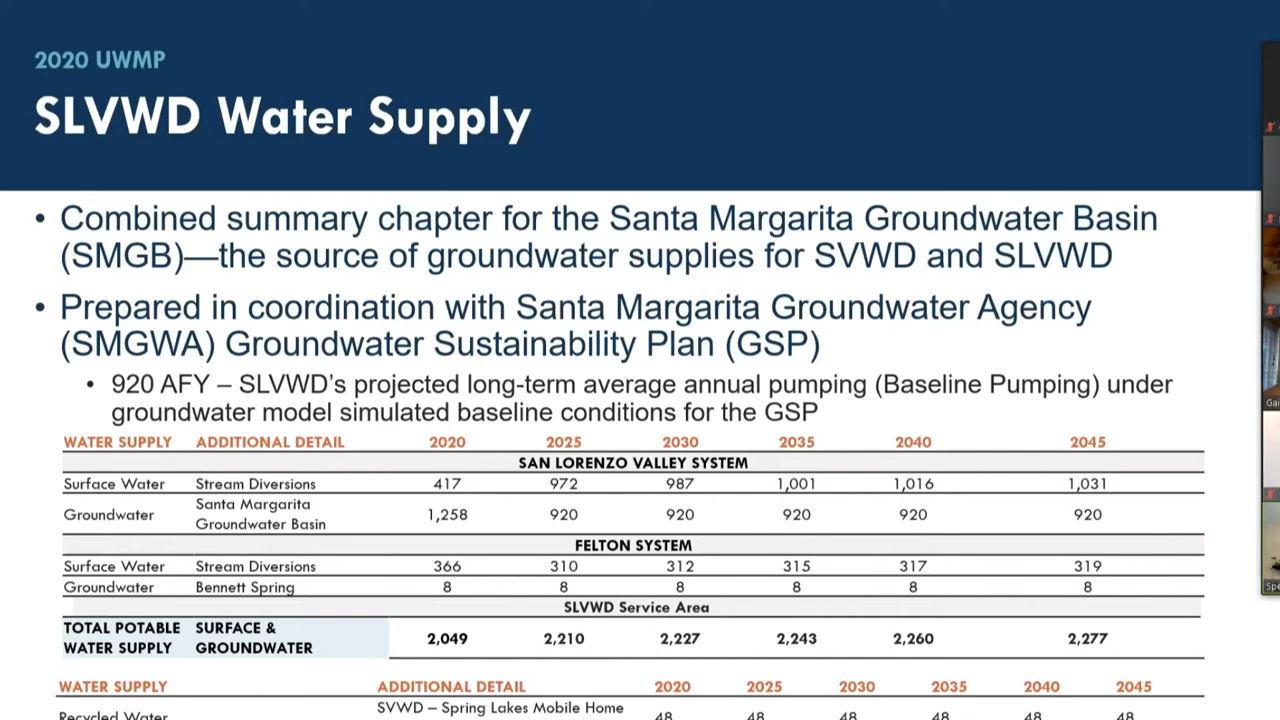 2020 UWMP
SLVWD Water Supply
• Combined summary chapter for the Santa Margarita Groundwater Basin
(SMGB)—the source of groundwater supplies for SVWD and SLVWD
• Prepared in coordination with Santa Margarita Groundwater Agency
(SMGWA) Groundwater Sustainability Plan (GSP)
• 920 AFY – SLVWD's projected long-term average annual pumping (Baseline Pumping) under
groundwater model simulated baseline conditions for the GSP
WATER SUPPLY ADDITIONAL DETAIL 2020 2025 2030 2035 2040 2045
SAN LORENZO VALLEY SYSTEM
Surface Water Stream Diversions 417 972 987 1,001 1,016 1,031
Groundwater Santa Margarita Groundwater Basin 1,258 920 920 920 920 920
FELTON SYSTEM
Surface Water Stream Diversions 366 310 312 315 317 319
Groundwater Bennett Spring 8 8 8 8 8 8
SLVWD Service Area
TOTAL POTABLE WATER SUPPLY SURFACE & GROUNDWATER 2,049 2,210 2,227 2,243 2,260 2,277
WATER SUPPLY ADDITIONAL DETAIL 2020 2025 2030 2035 2040 2045
Recycled Water SVWD – Spring Lakes Mobile Home 48 48 48 48 48 48